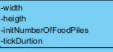 -width
-heigth
-initNumberOfFoodPiles
-tickDurtion